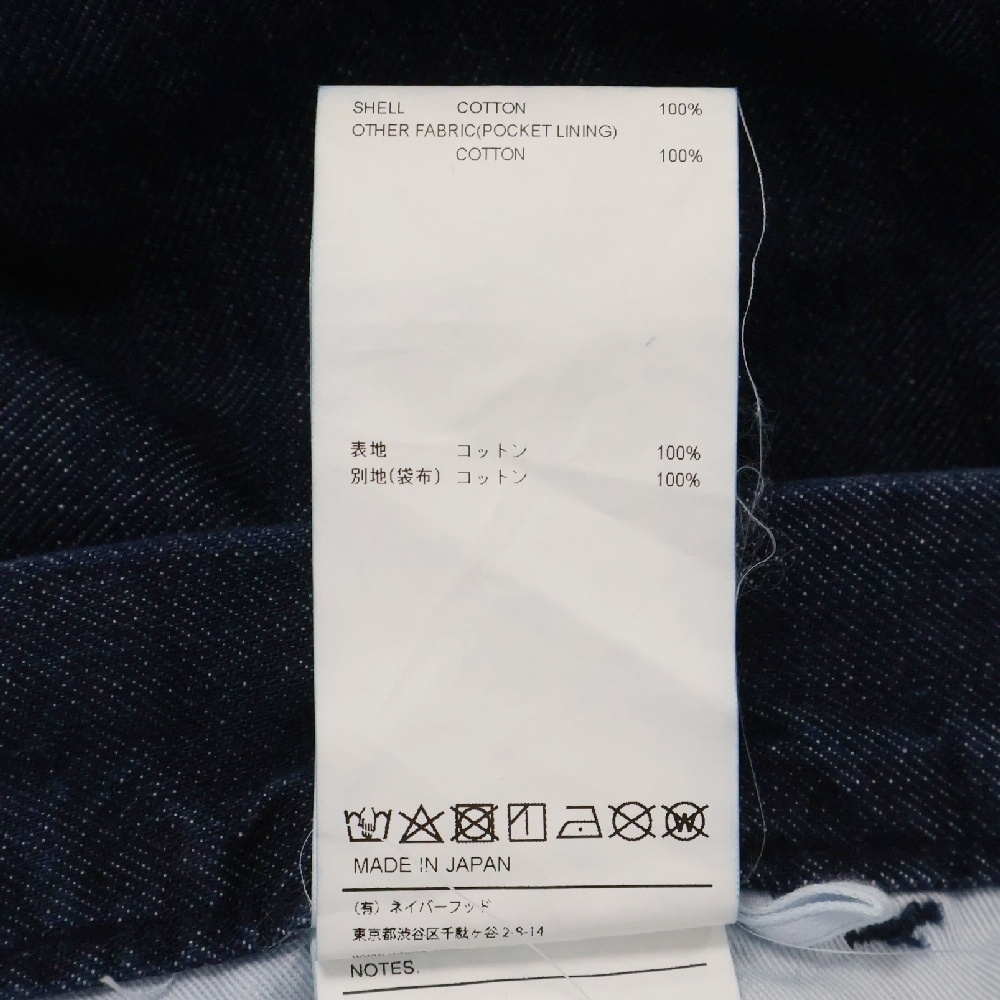 SHELL COTTON 100%
OTHER FABRIC(POCKET LINING)
COTTON 100%
表地 コットン 100%
別地(袋布) コットン 100%
W
MADE IN JAPAN
(有) ネイバーフッド
東京都渋谷区千駄ヶ谷 2-8-14
NOTES.